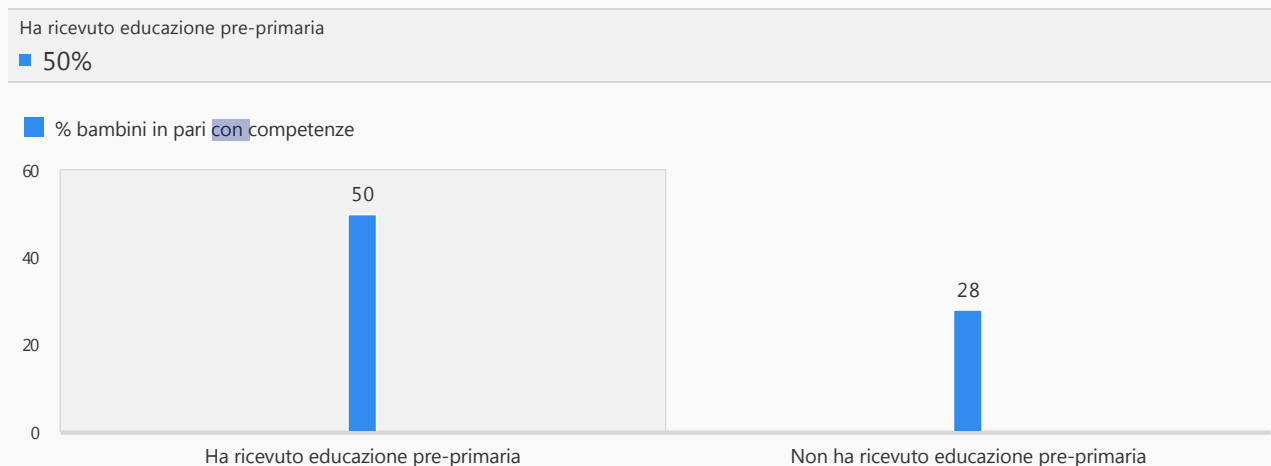 Ha ricevuto educazione pre-primaria
50%
% bambini in pari con competenze
60
50
40
28
20
0
Ha ricevuto educazione pre-primaria
Non ha ricevuto educazione pre-primaria